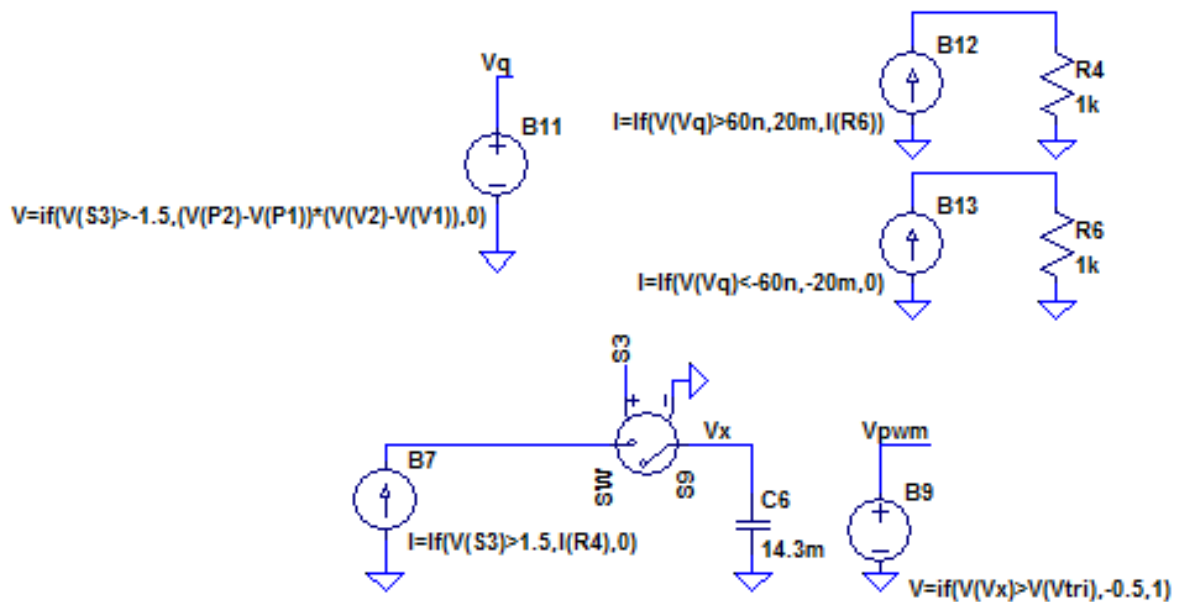 Vq
B11
V=if(V(S3)>-1.5,(V(P2)-V(P1))*(V(V2)-V(V1)),0)
B12
R4
1k
I=If(V(Vq)>60n,20m,I(R6))
B13
R6
1k
I=If(V(Vq)<-60n,-20m,0)
S3
B7
SW
S9
Vx
C6
14.3m
I=If(V(S3)>1.5,I(R4),0)
Vpwm
B9
V=if(V(Vx)>V(Vtri),-0.5,1)